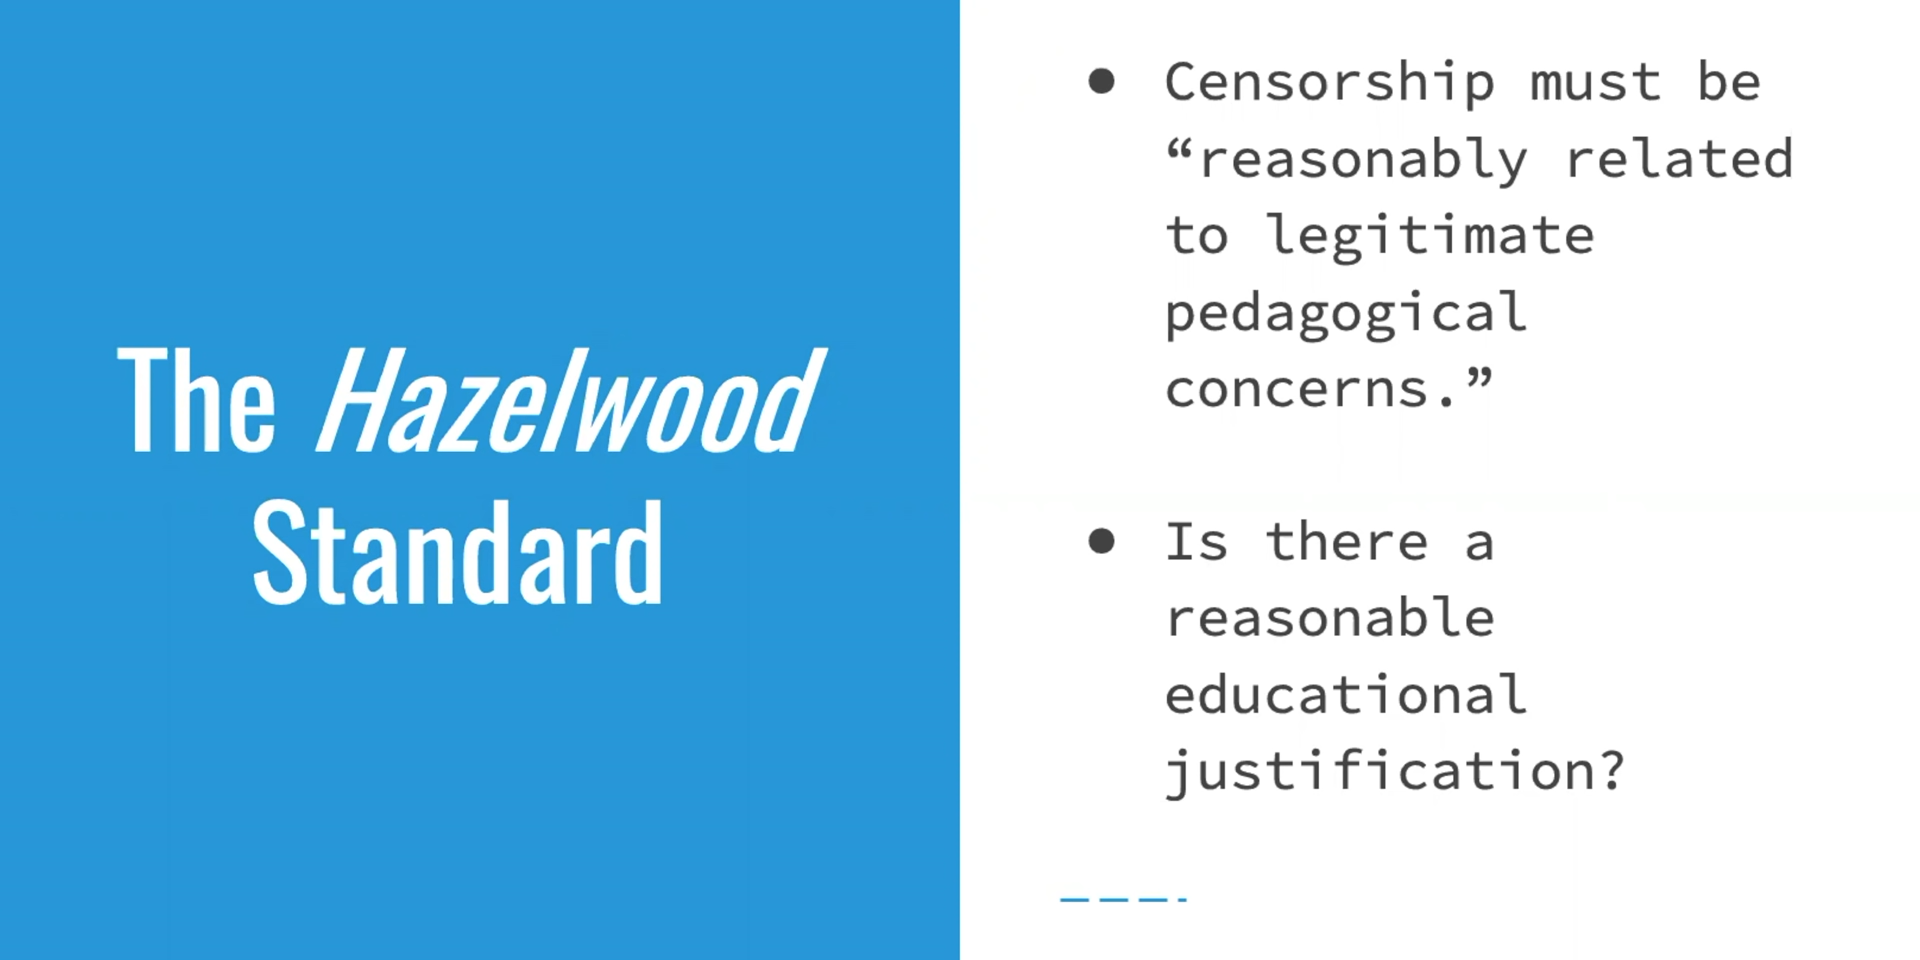 The Hazelwood
Standard
● Censorship must be
“reasonably related
to legitimate
pedagogical
concerns.”
● Is there a
reasonable
educational
justification?